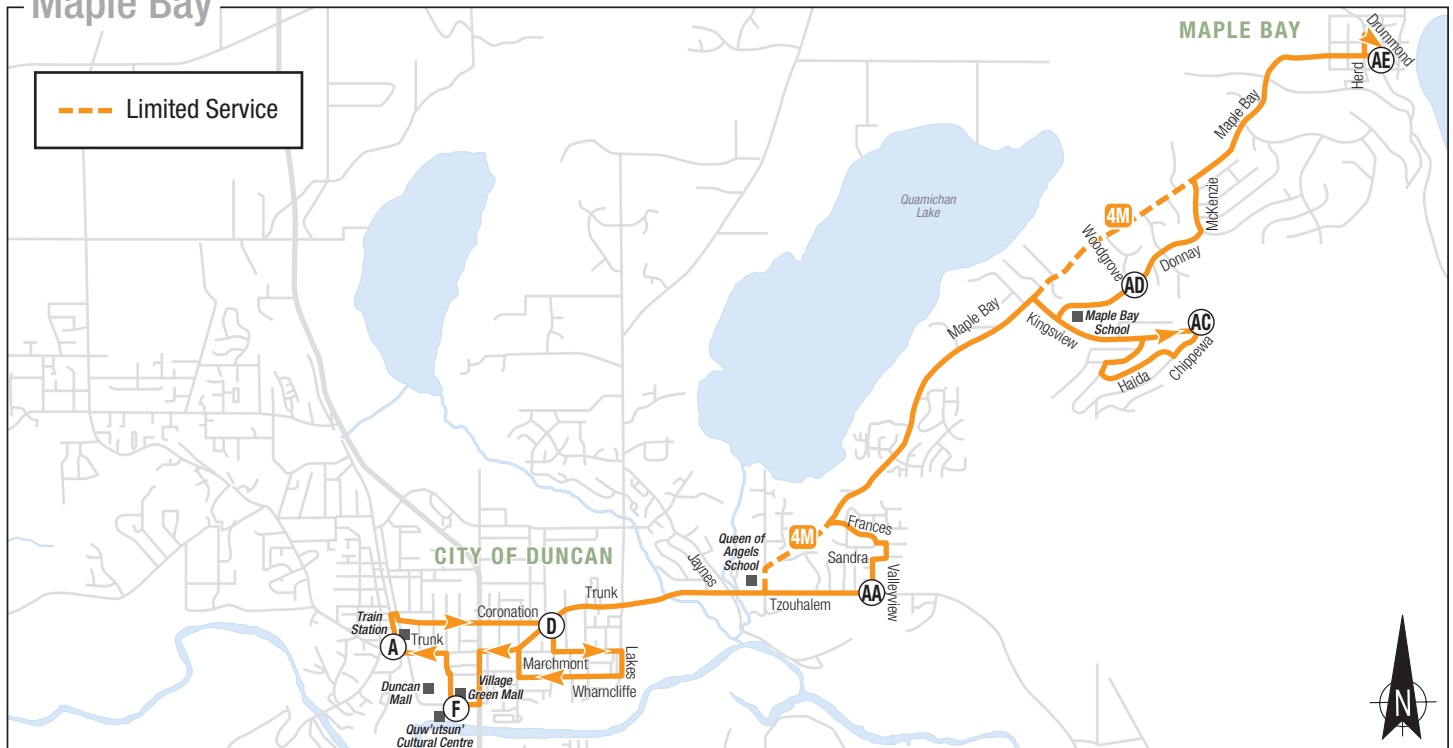 Maple Bay
Limited Service
MAPLE BAY
Drummond
AE
Herd
Maple Bay
McKenzie
4M
Woodgrove
Donnay
AD
Quamichan
Lake
Maple Bay
Kingsview
Maple Bay
School
AC
Chippewa
Haida
Frances
4M
Sandra
Valleyview
AA
Queen of
Angels
School
Jaynes
Tzouhalem
CITY OF DUNCAN
Trunk
Coronation
D
Train
Station
Trunk
A
Marchmont
Lakes
Wharncliffe
Village
Green Mall
Duncan
Mall
F
Quw'utsun'
Cultural Centre
N